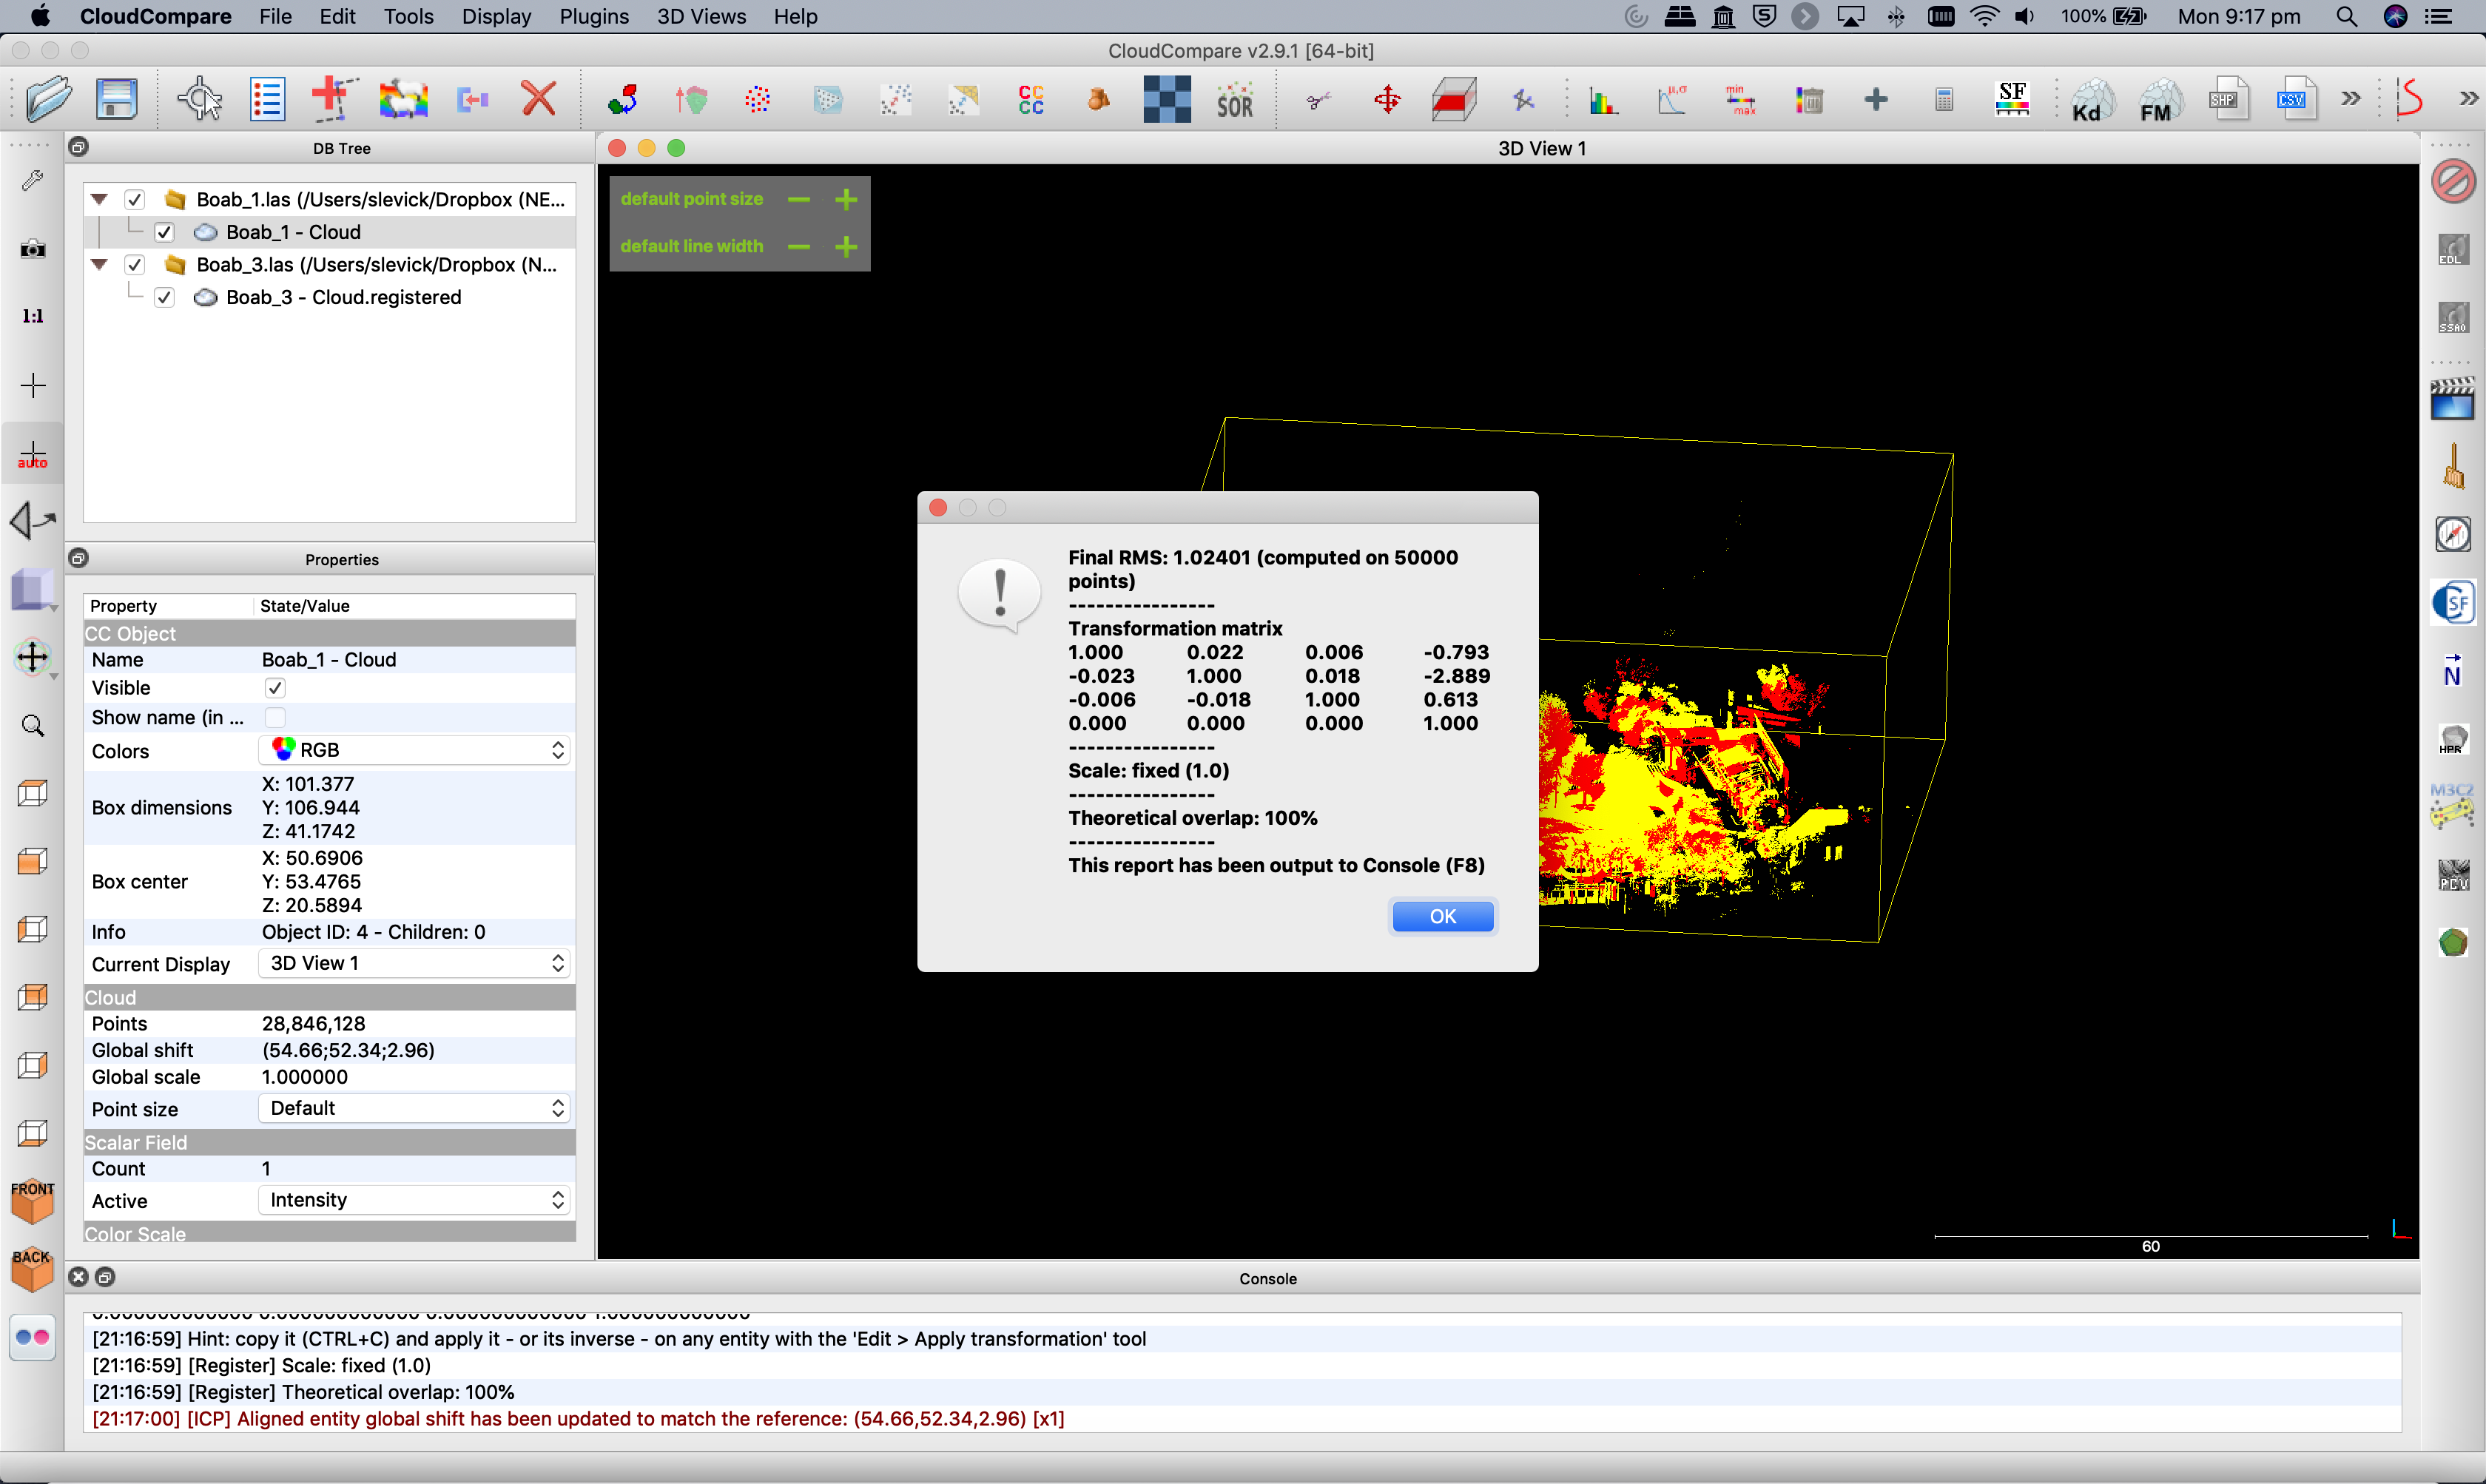 CloudCompare File Edit Tools Display Plugins 3D Views Help 100% Mon 9:17 pm
CloudCompare v2.9.1 [64-bit]
CC CC SOR μ,σ min max SF Kd FM SHP CSV
DB Tree
3D View 1
Boab_1.las (/Users/slevick/Dropbox (NE...
Boab_1 - Cloud
Boab_3.las (/Users/slevick/Dropbox (N...
Boab_3 - Cloud.registered
default point size
default line width
1:1
auto
FRONT
BACK
EDL
SSAO
CSF
N
HPR
M3C2
PCV
Properties
Property State/Value
CC Object
Name Boab_1 - Cloud
Visible
Show name (in ...
Colors RGB
Box dimensions X: 101.377
Y: 106.944
Z: 41.1742
Box center X: 50.6906
Y: 53.4765
Z: 20.5894
Info Object ID: 4 - Children: 0
Current Display 3D View 1
Cloud
Points 28,846,128
Global shift (54.66;52.34;2.96)
Global scale 1.000000
Point size Default
Scalar Field
Count 1
Active Intensity
Color Scale
Final RMS: 1.02401 (computed on 50000
points)
----------------
Transformation matrix
1.000 0.022 0.006 -0.793
-0.023 1.000 0.018 -2.889
-0.006 -0.018 1.000 0.613
0.000 0.000 0.000 1.000
----------------
Scale: fixed (1.0)
----------------
Theoretical overlap: 100%
----------------
This report has been output to Console (F8)
OK
60
Console
[21:16:59] Hint: copy it (CTRL+C) and apply it - or its inverse - on any entity with the 'Edit > Apply transformation' tool
[21:16:59] [Register] Scale: fixed (1.0)
[21:16:59] [Register] Theoretical overlap: 100%
[21:17:00] [ICP] Aligned entity global shift has been updated to match the reference: (54.66,52.34,2.96) [x1]